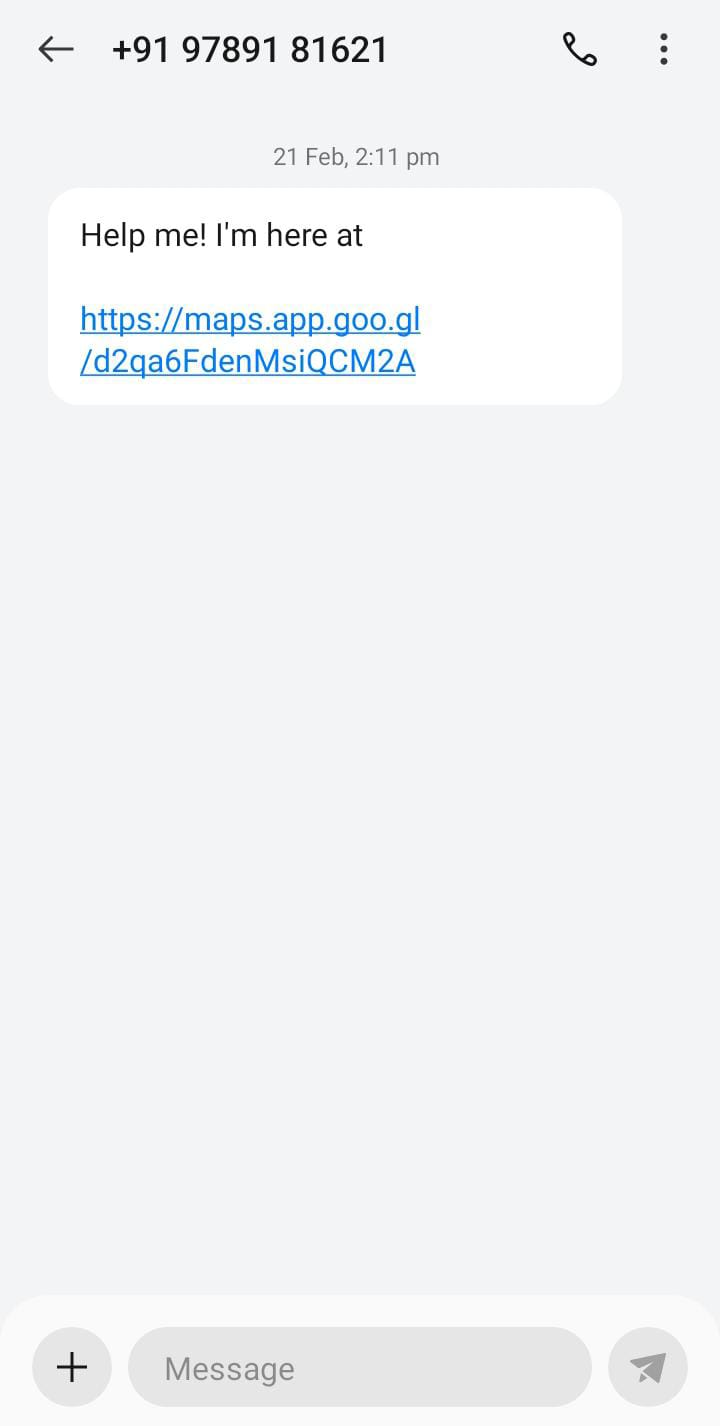 +91 97891 81621
21 Feb, 2:11 pm
Help me! I'm here at
https://maps.app.goo.gl
/d2qa6FdenMsiQCM2A
Message